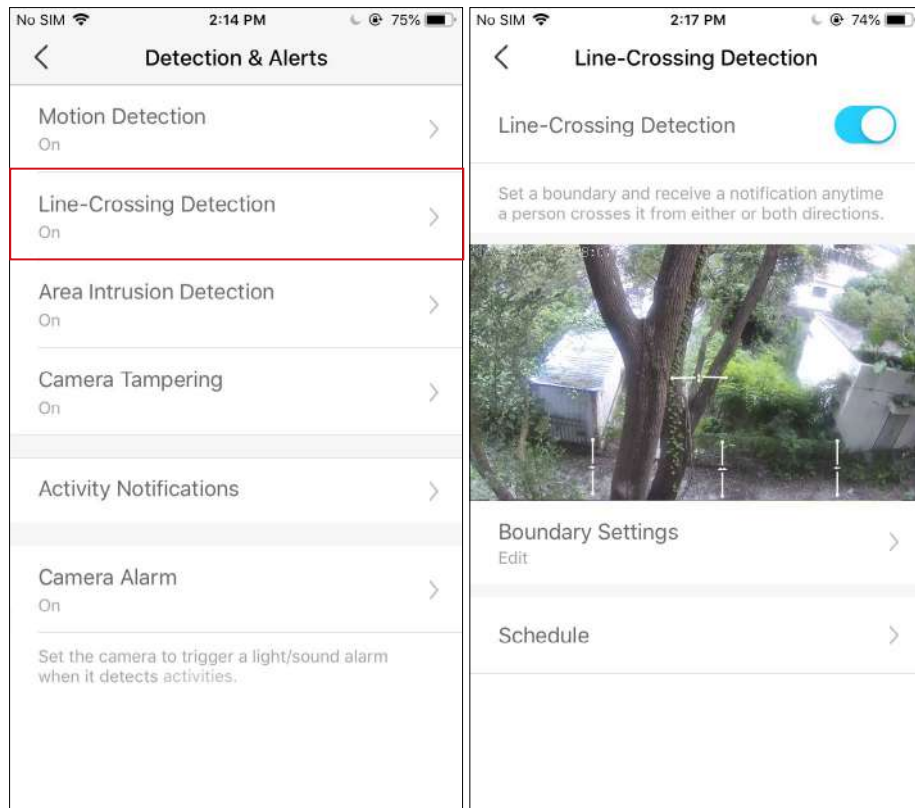 No SIM 2:14 PM 75%
Detection & Alerts
Motion Detection
On
Line-Crossing Detection
On
Area Intrusion Detection
On
Camera Tampering
On
Activity Notifications
Camera Alarm
On
Set the camera to trigger a light/sound alarm
when it detects activities.
No SIM 2:17 PM 74%
Line-Crossing Detection
Line-Crossing Detection
Set a boundary and receive a notification anytime
a person crosses it from either or both directions.
Boundary Settings
Edit
Schedule